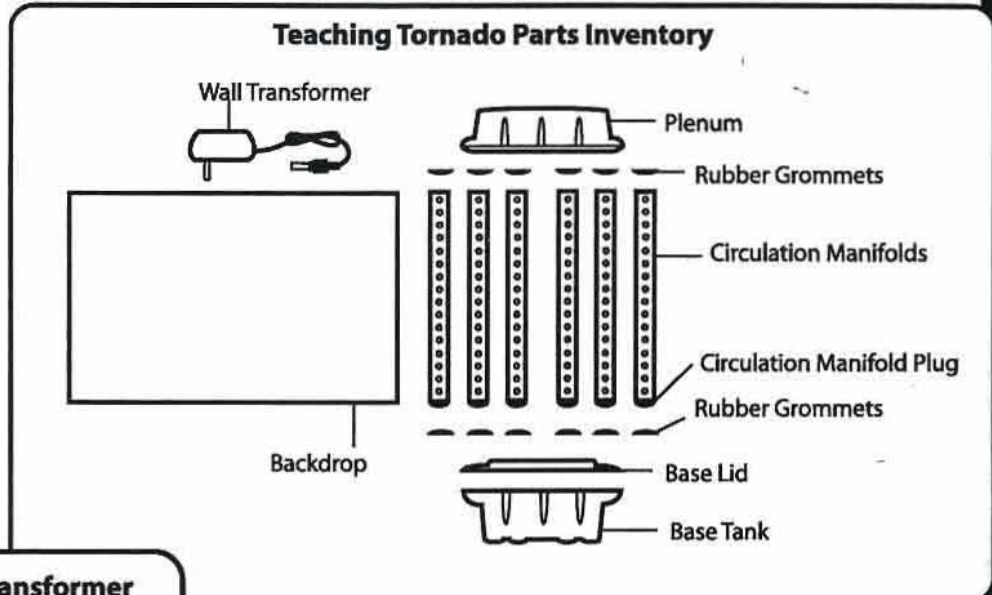 Teaching Tornado Parts Inventory
Wall Transformer
Plenum
Rubber Grommets
Circulation Manifolds
Circulation Manifold Plug
Rubber Grommets
Backdrop
Base Lid
Base Tank
ansformer